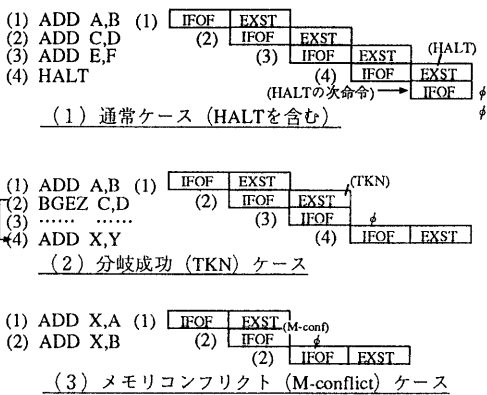 (1) ADD A,B (1) IFOF EXST
(2) ADD C,D (2) IFOF EXST
(3) ADD E,F (3) IFOF EXST (HALT)
(4) HALT (4) IFOF EXST
(HALTの次命令) IFOF φ
φ
(1) 通常ケース (HALTを含む)
(1) ADD A,B (1) IFOF EXST (TKN)
(2) BGEZ C,D (2) IFOF EXST
(3) …… …… (3) IFOF φ
(4) ADD X,Y (4) IFOF EXST
(2) 分岐成功 (TKN) ケース
(1) ADD X,A (1) IFOF EXST (M-conf)
(2) ADD X,B (2) IFOF φ
(2) IFOF EXST
(3) メモリコンフリクト (M-conflict) ケース